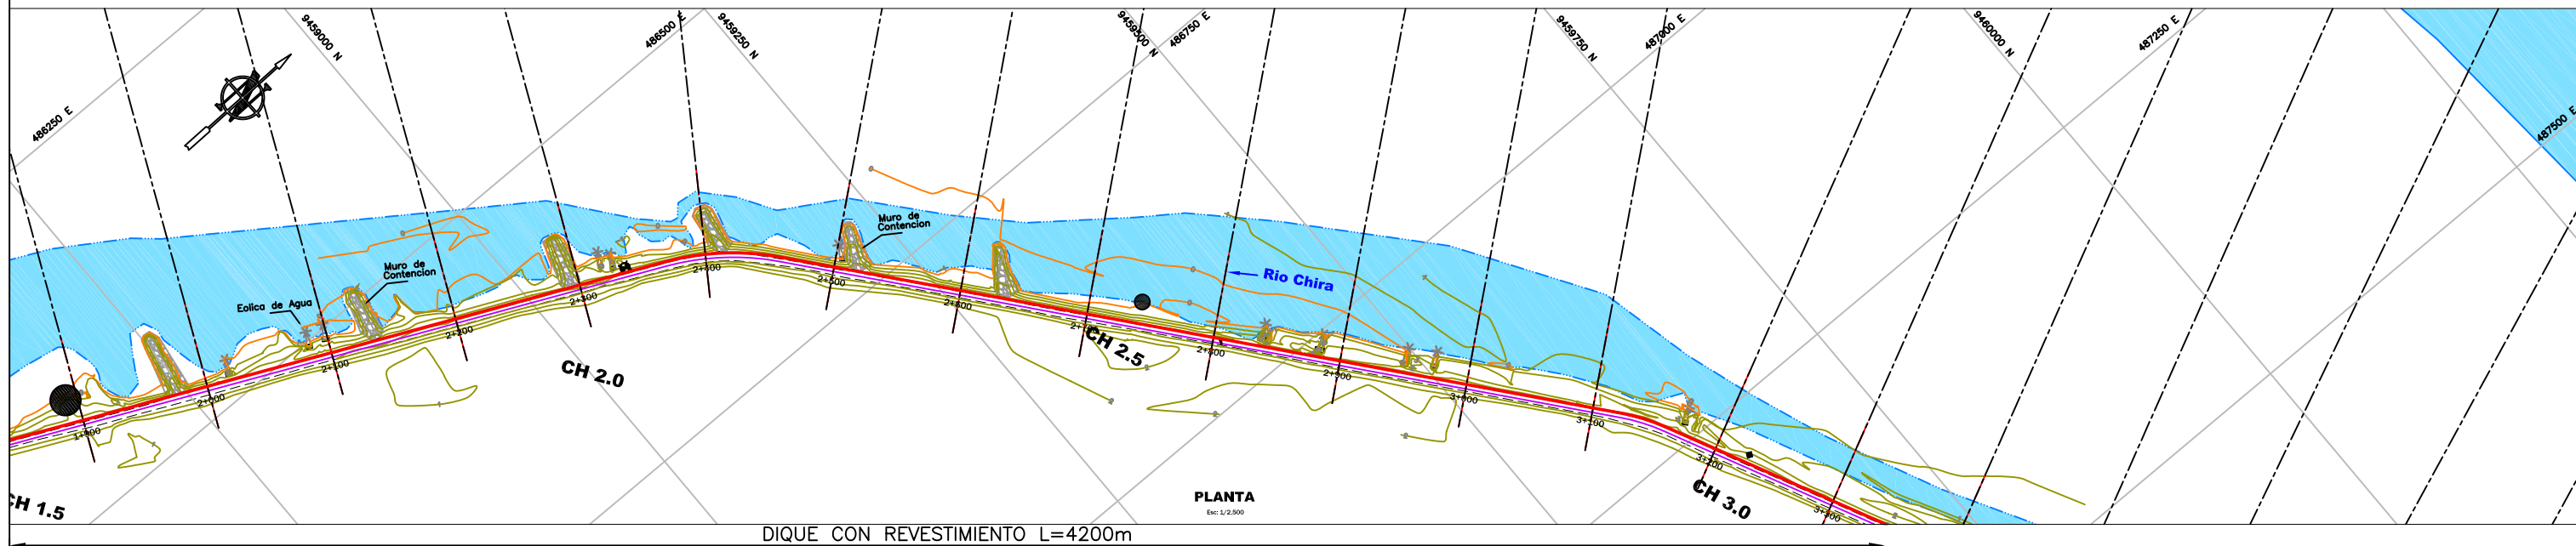 9459000 N
486500 E
9459250 N
9459500 N
486750 E
9459750 N
487000 E
9460000 N
487250 E
486250 E
487500 E
Muro de
Contencion
Muro de
Contencion
Eolica de Agua
Rio Chira
1+900
2+000
2+100
2+200
2+300
2+400
2+500
2+600
2+800
2+900
3+000
3+100
3+200
3+300
CH 1.5
CH 2.0
CH 2.5
CH 3.0
PLANTA
Esc: 1/2,500
DIQUE CON REVESTIMIENTO L=4200m